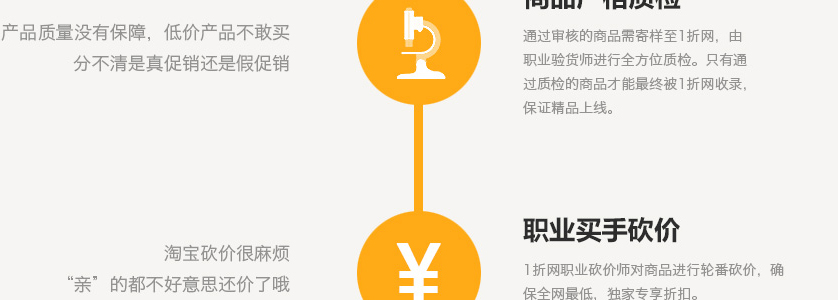 商品严格质检
产品质量没有保障，低价产品不敢买
分不清是真促销还是假促销
通过审核的商品需寄样至1折网，由
职业验货师进行全方位质检。只有通
过质检的商品才能最终被1折网收录，
保证精品上线。
¥
职业买手砍价
淘宝砍价很麻烦
“亲”的都不好意思还价了哦
1折网职业砍价师对商品进行轮番砍价，确
保全网最低，独家专享折扣。